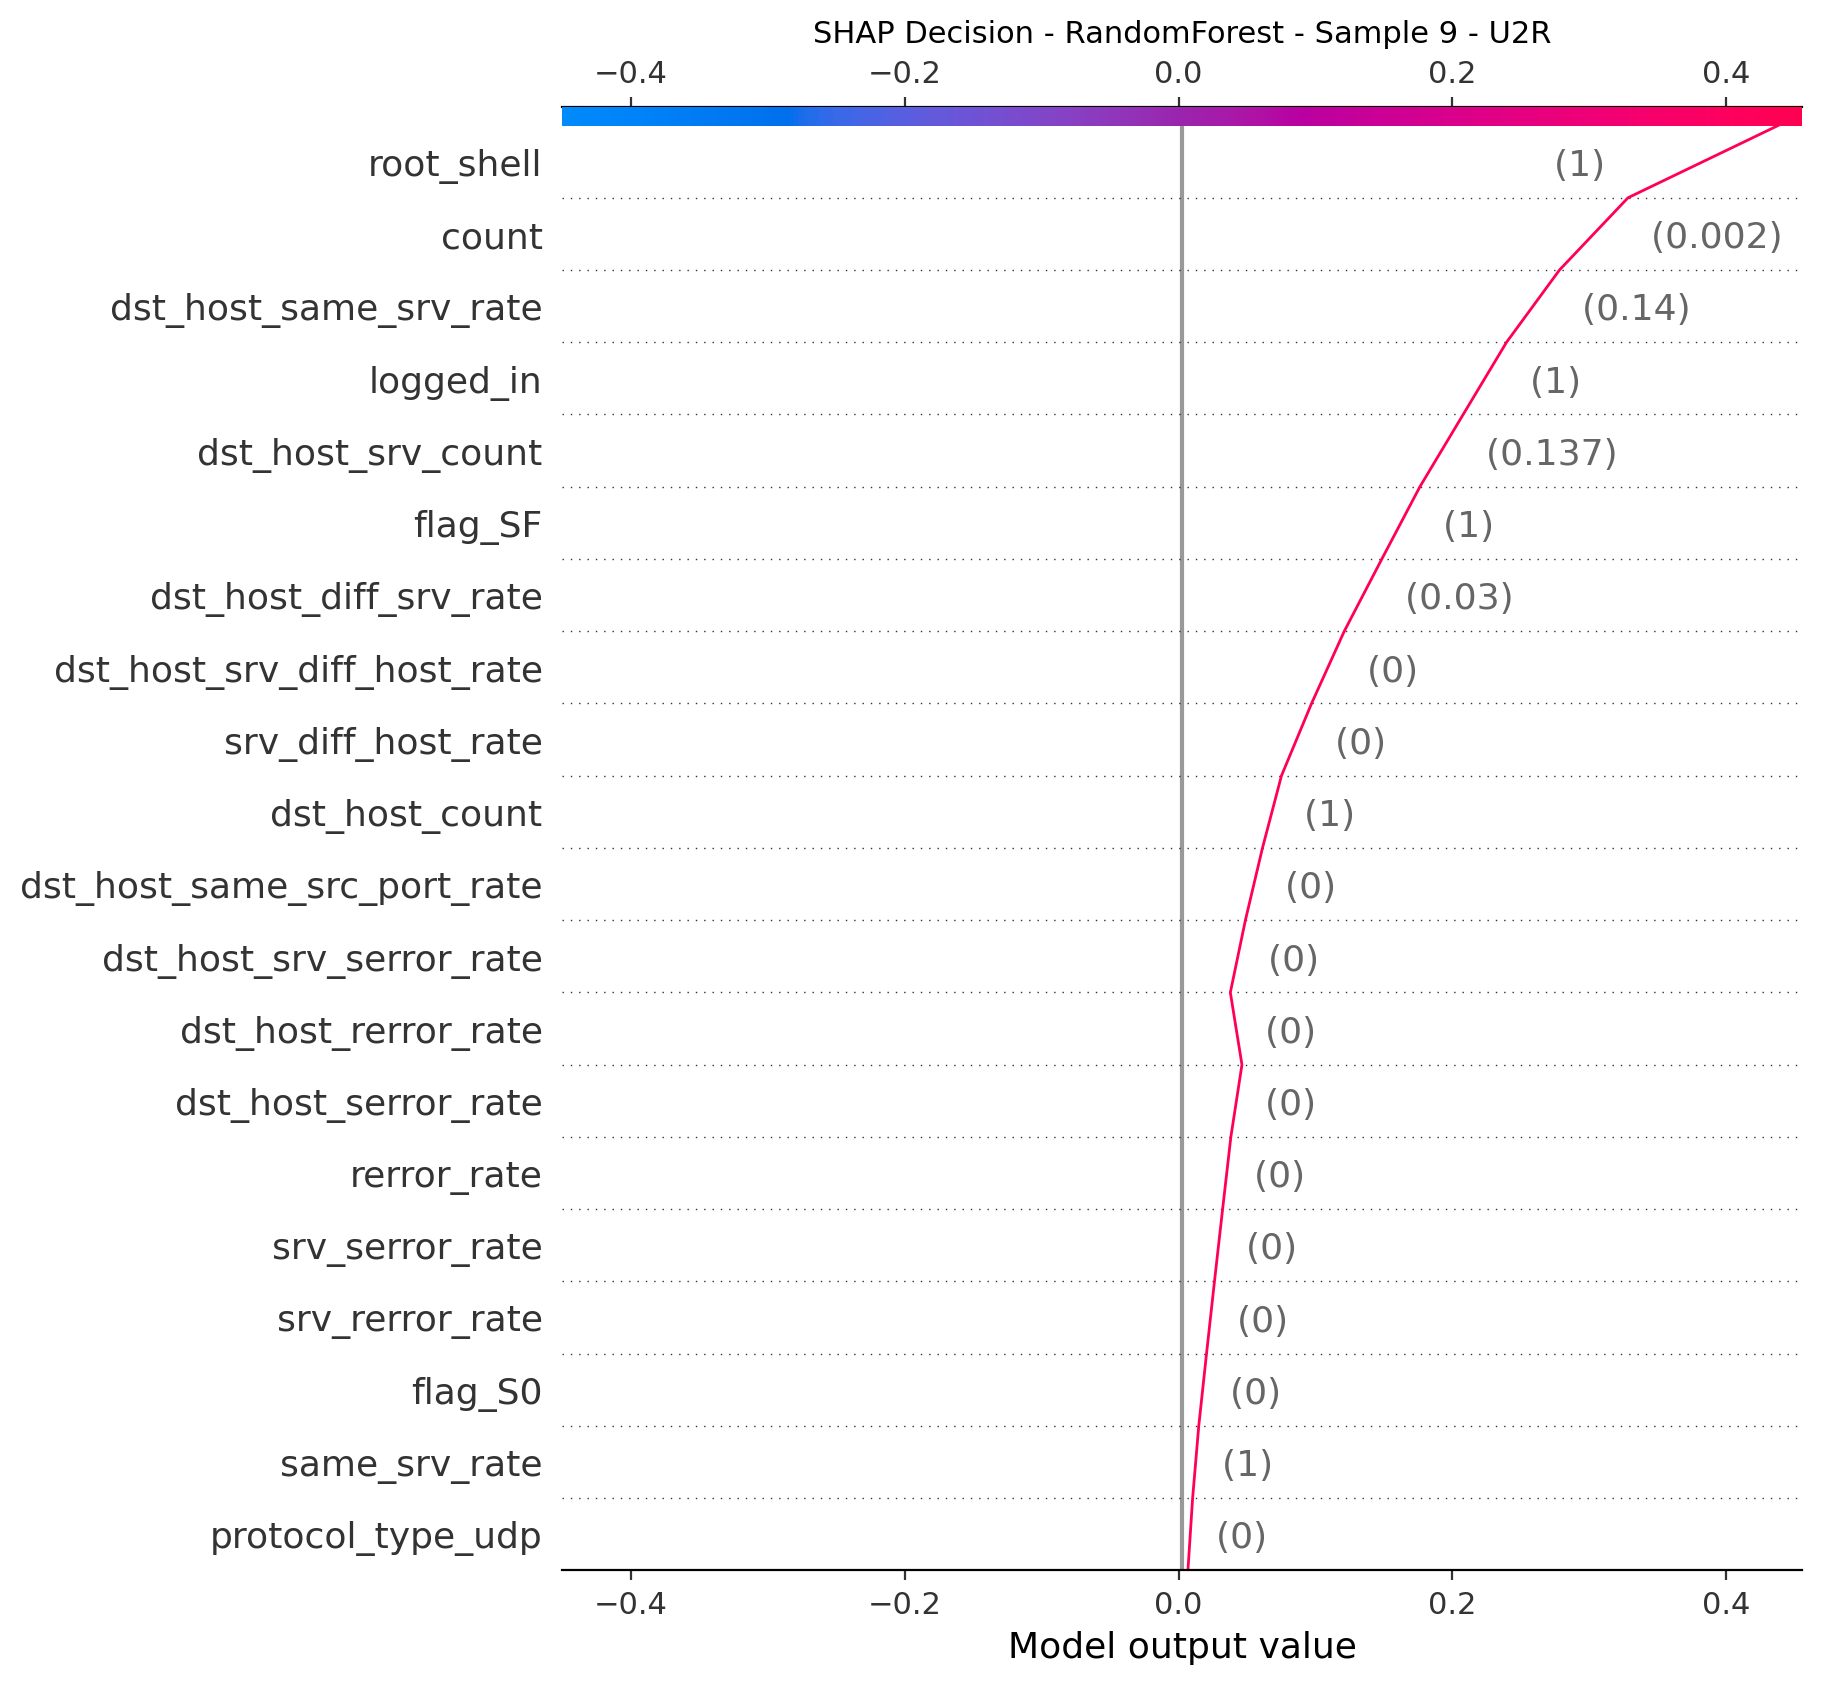 SHAP Decision - RandomForest - Sample 9 - U2R
−0.4 −0.2 0.0 0.2 0.4
root_shell (1)
count (0.002)
dst_host_same_srv_rate (0.14)
logged_in (1)
dst_host_srv_count (0.137)
flag_SF (1)
dst_host_diff_srv_rate (0.03)
dst_host_srv_diff_host_rate (0)
srv_diff_host_rate (0)
dst_host_count (1)
dst_host_same_src_port_rate (0)
dst_host_srv_serror_rate (0)
dst_host_rerror_rate (0)
dst_host_serror_rate (0)
rerror_rate (0)
srv_serror_rate (0)
srv_rerror_rate (0)
flag_S0 (0)
same_srv_rate (1)
protocol_type_udp (0)
−0.4 −0.2 0.0 0.2 0.4
Model output value